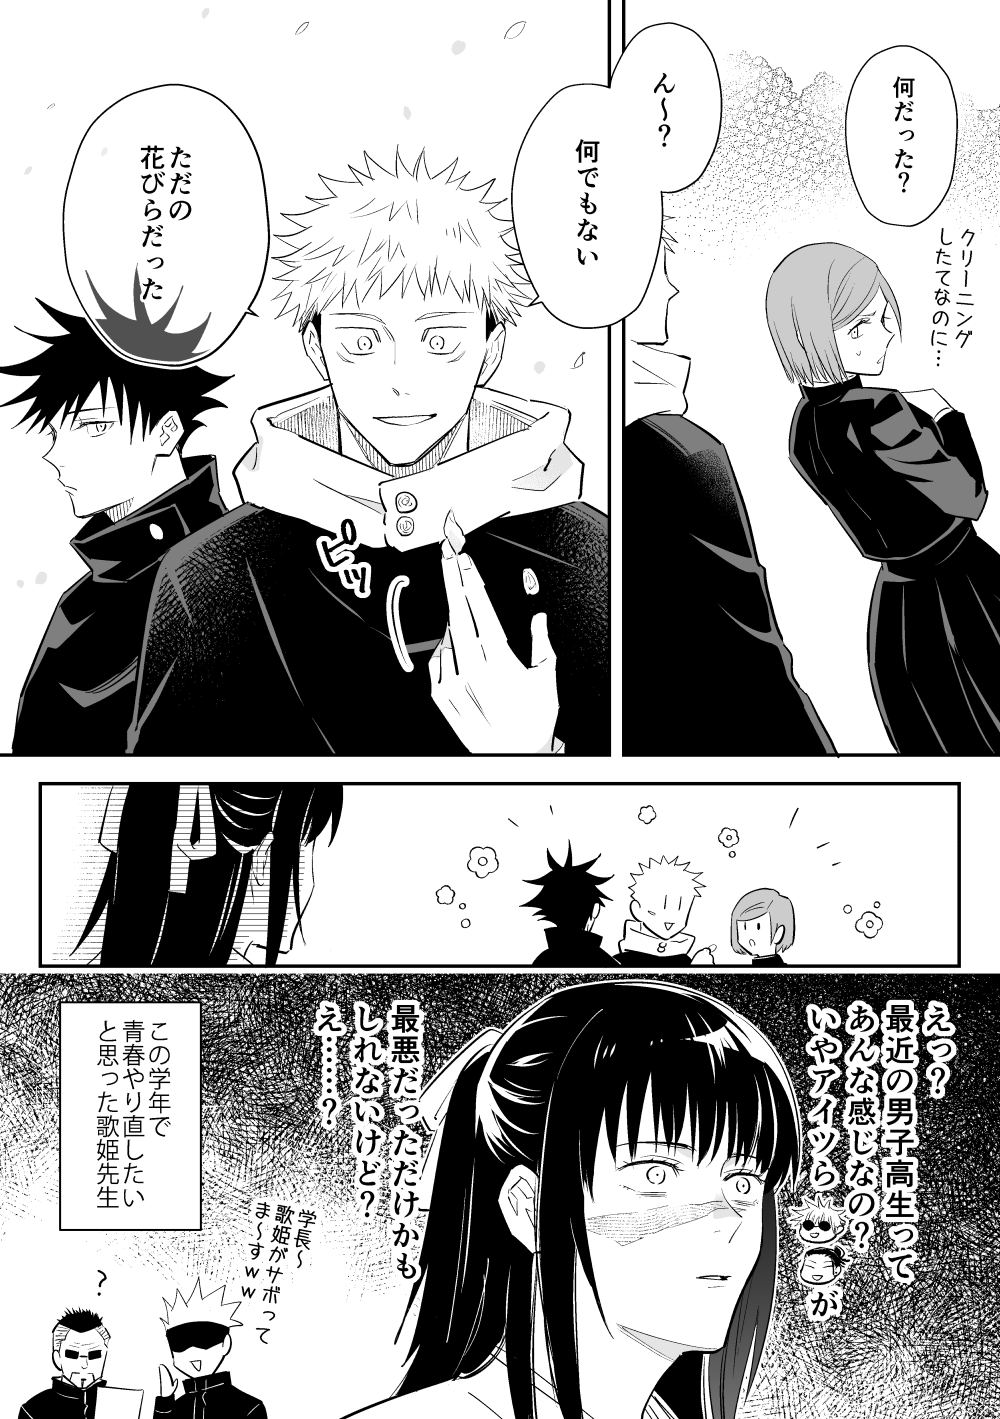 何だった?
クリーニング
したてなのに…
ん〜?
何でもない
ただの
花びらだった
ピッ
えっ?
最近の男子高生って
あんな感じなの?
いやアイツら
が
最悪だっただけかも
しれないけど?
え………?
この学年で
青春やり直したい
と思った歌姫先生
学長〜
歌姫がサボって
ま〜すww
?